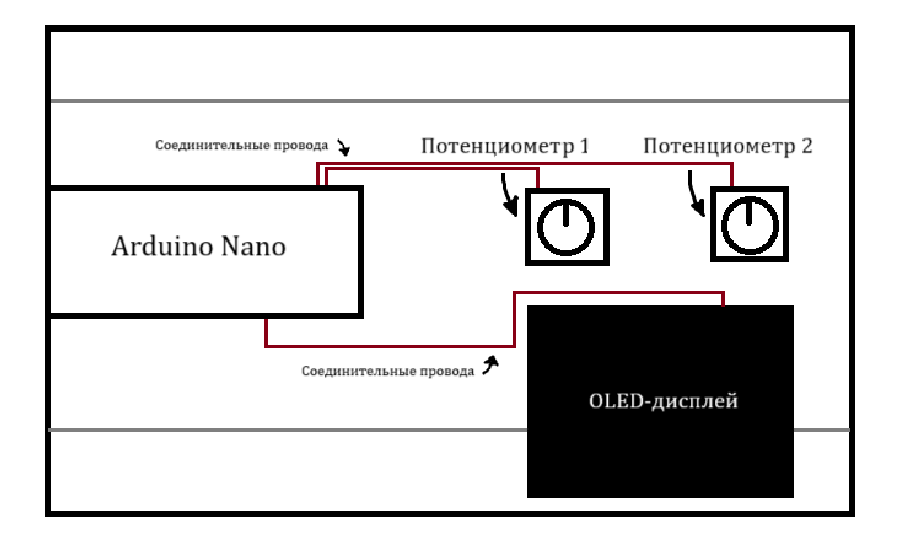 Соединительные провода
Потенциометр 1
Потенциометр 2
Arduino Nano
Соединительные провода
OLED-дисплей